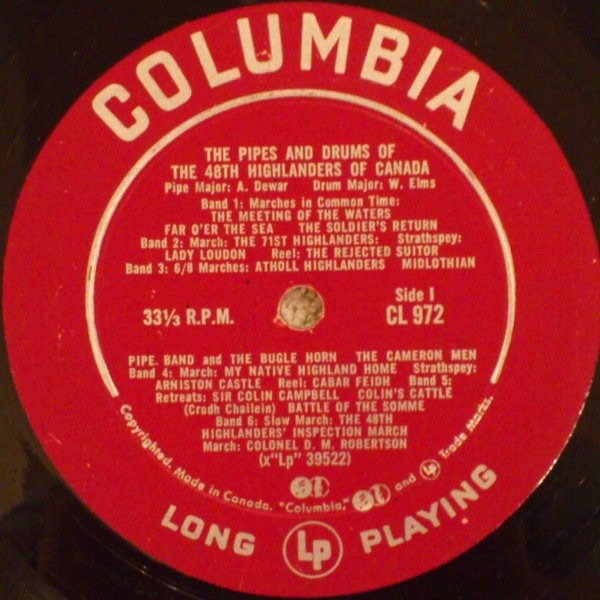 COLUMBIA
THE PIPES AND DRUMS OF
THE 48TH HIGHLANDERS OF CANADA
Pipe Major: A. Dewar Drum Major: W. Elms
Band 1: Marches in Common Time:
THE MEETING OF THE WATERS
FAR O'ER THE SEA THE SOLDIER'S RETURN
Band 2: March: THE 71ST HIGHLANDERS: Strathspey:
LADY LOUDON Reel: THE REJECTED SUITOR
Band 3: 6/8 Marches: ATHOLL HIGHLANDERS MIDLOTHIAN
33⅓ R.P.M.
Side I
CL 972
PIPE BAND and THE BUGLE HORN THE CAMERON MEN
Band 4: March: MY NATIVE HIGHLAND HOME Strathspey:
ARNISTON CASTLE Reel: CABAR FEIDH Band 5:
Retreats: SIR COLIN CAMPBELL COLIN'S CATTLE
(Crodh Chailein) BATTLE OF THE SOMME
Band 6: Slow March: THE 48TH
HIGHLANDERS' INSPECTION MARCH
March: COLONEL D. M. ROBERTSON
(x"Lp" 39522)
Copyrighted. Made in Canada. "Columbia," and Lp Trade Marks.
LONG Lp PLAYING